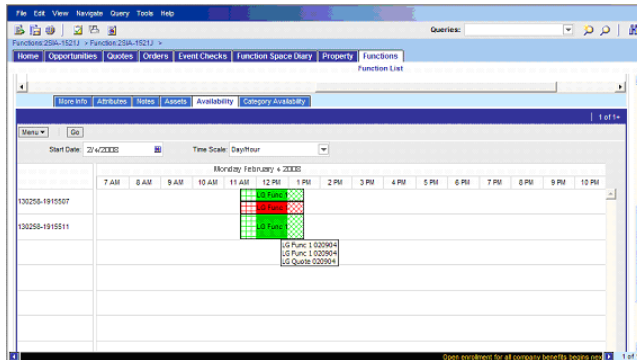 File Edit View Navigate Query Tools Help
Queries:
Functions:2SIA-1521J > Function:2SIA-1521J >
Home Opportunities Quotes Orders Event Checks Function Space Diary Property Functions
Function List
More Info Attributes Notes Assets Availability Category Availability
1 of 1+
Menu Go
Start Date: 2/4/2008 Time Scale: Day/Hour
Monday February 4 2008
7 AM 8 AM 9 AM 10 AM 11 AM 12 PM 1 PM 2 PM 3 PM 4 PM 5 PM 6 PM 7 PM 8 PM 9 PM 10 PM
LG Func 1
130258-1915507
LG Func
130258-1915511
LG Func 1
LG Func 1 020904
LG Func 1 020904
LG Quote 020904
Open enrollment for all company benefits begins nex
1 of